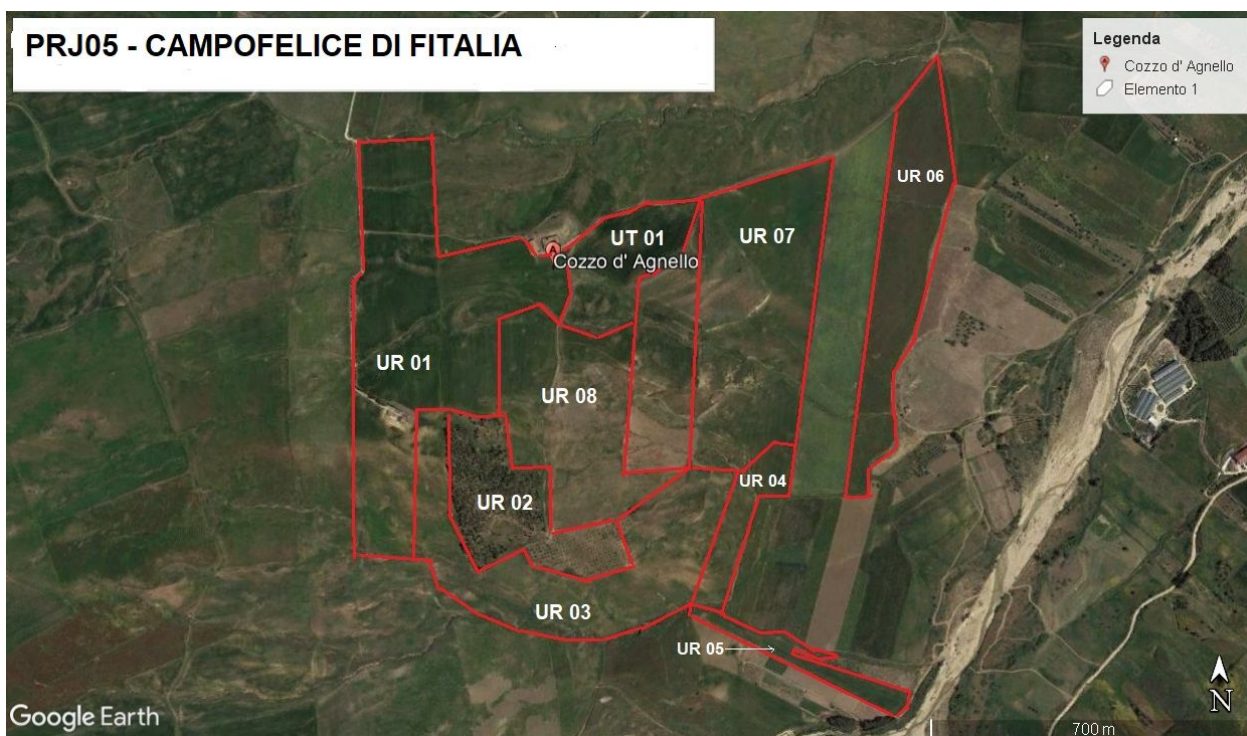 PRJ05 - CAMPOFELICE DI FITALIA
Legenda
Cozzo d' Agnello
Elemento 1
UR 06
UT 01
UR 07
A
Cozzo d' Agnello
UR 01
UR 08
UR 04
UR 02
UR 03
UR 05
N
Google Earth
700 m